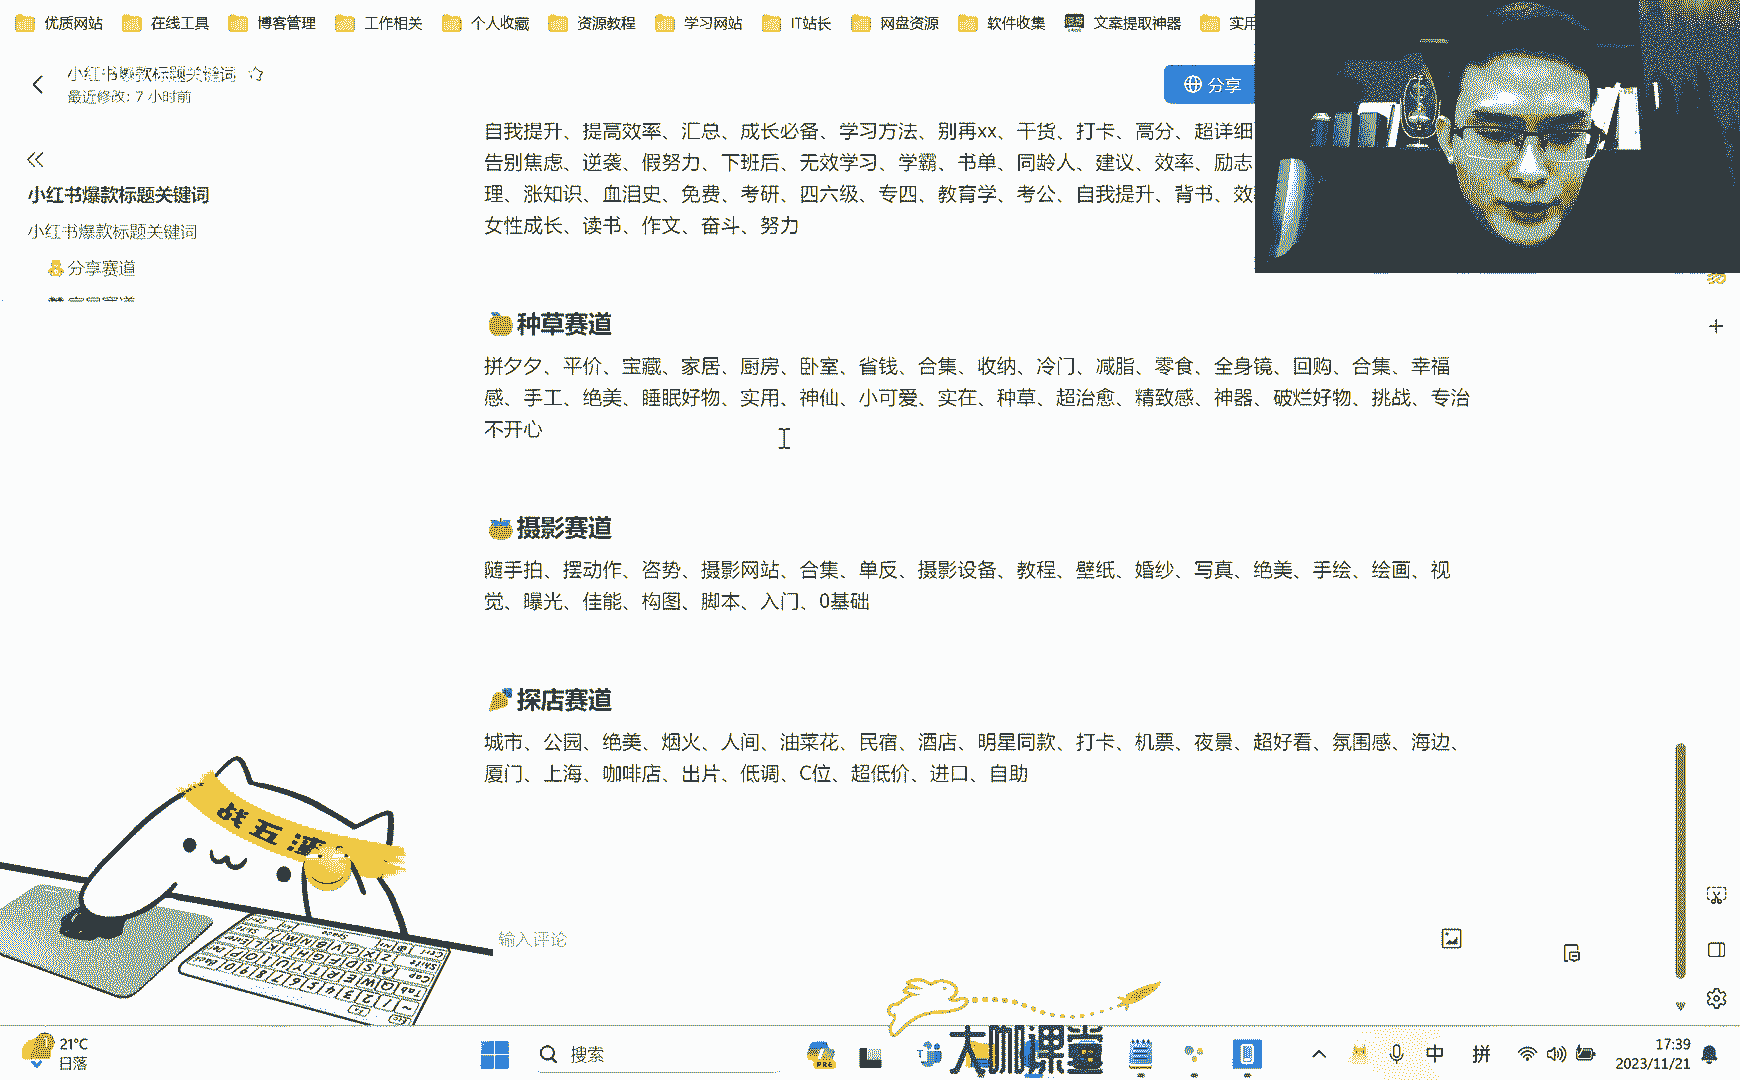 优质网站 在线工具 博客管理 工作相关 个人收藏 资源教程 学习网站 IT站长 网盘资源 软件收集 文案提取神器 实用
小红书爆款标题关键词
最近修改: 7 小时前
分享
小红书爆款标题关键词
小红书爆款标题关键词
分享赛道
自我提升、提高效率、汇总、成长必备、学习方法、别再xx、干货、打卡、高分、超详细
告别焦虑、逆袭、假努力、下班后、无效学习、学霸、书单、同龄人、建议、效率、励志
理、涨知识、血泪史、免费、考研、四六级、专四、教育学、考公、自我提升、背书、效
女性成长、读书、作文、奋斗、努力
种草赛道
拼夕夕、平价、宝藏、家居、厨房、卧室、省钱、合集、收纳、冷门、减脂、零食、全身镜、回购、合集、幸福
感、手工、绝美、睡眠好物、实用、神仙、小可爱、实在、种草、超治愈、精致感、神器、破烂好物、挑战、专治
不开心
摄影赛道
随手拍、摆动作、咨势、摄影网站、合集、单反、摄影设备、教程、壁纸、婚纱、写真、绝美、手绘、绘画、视
觉、曝光、佳能、构图、脚本、入门、0基础
探店赛道
城市、公园、绝美、烟火、人间、油菜花、民宿、酒店、明星同款、打卡、机票、夜景、超好看、氛围感、海边、
厦门、上海、咖啡店、出片、低调、C位、超低价、进口、自助
战五渣
输入评论
大咖课堂
21°C
日落
搜索
中 拼
17:39
2023/11/21